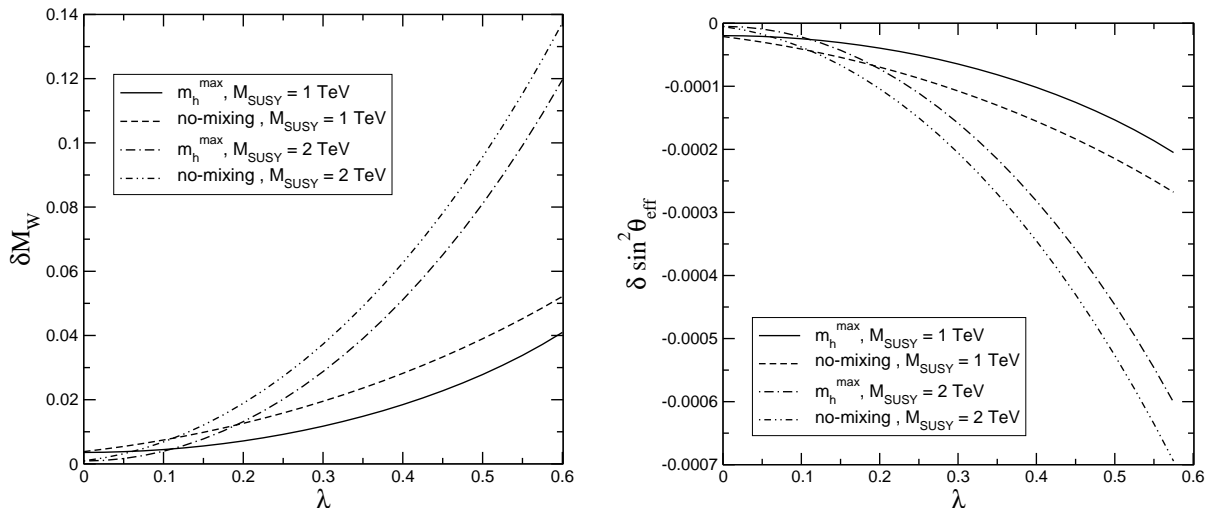 0.14
0.12
0.1
0.08
0.06
0.04
0.02
0
δM_W
m_h^max, M_SUSY = 1 TeV
no-mixing , M_SUSY = 1 TeV
m_h^max, M_SUSY = 2 TeV
no-mixing , M_SUSY = 2 TeV
0 0.1 0.2 0.3 0.4 0.5 0.6
λ
0
-0.0001
-0.0002
-0.0003
-0.0004
-0.0005
-0.0006
-0.0007
δ sin²θ_eff
m_h^max, M_SUSY = 1 TeV
no-mixing , M_SUSY = 1 TeV
m_h^max, M_SUSY = 2 TeV
no-mixing , M_SUSY = 2 TeV
0 0.1 0.2 0.3 0.4 0.5 0.6
λ